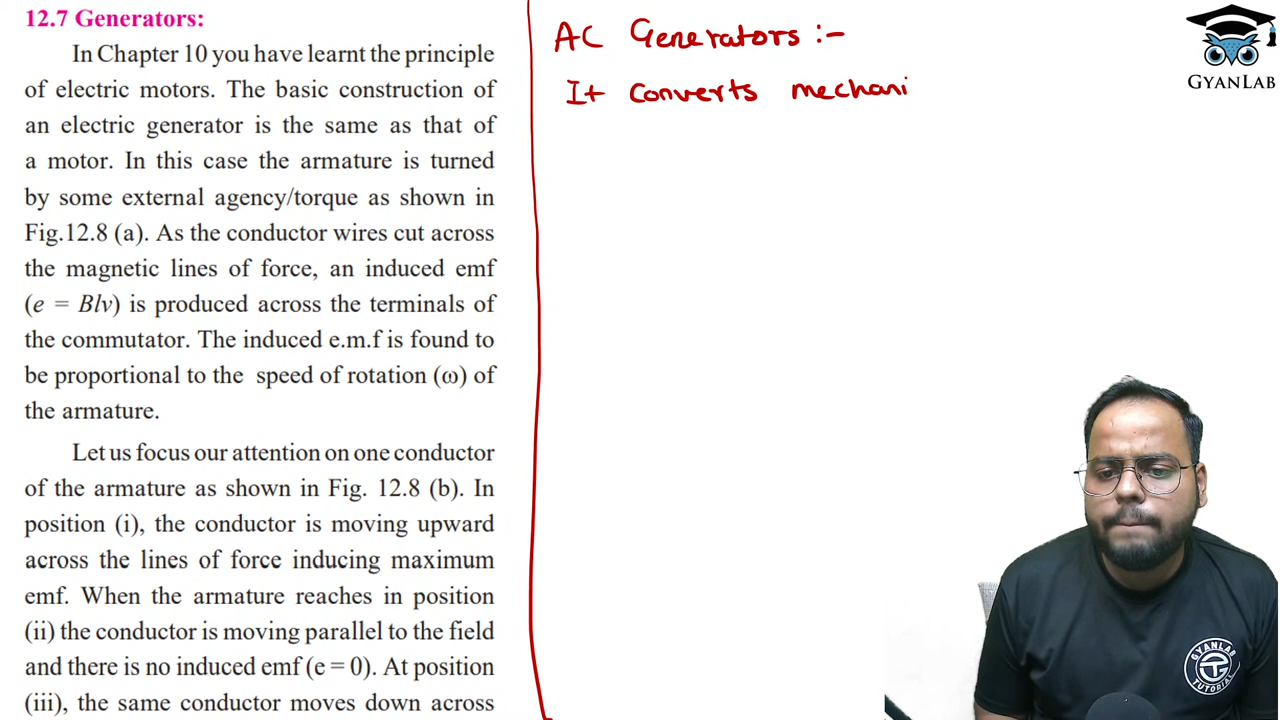 12.7 Generators:
In Chapter 10 you have learnt the principle
of electric motors. The basic construction of
an electric generator is the same as that of
a motor. In this case the armature is turned
by some external agency/torque as shown in
Fig.12.8 (a). As the conductor wires cut across
the magnetic lines of force, an induced emf
(e = Blv) is produced across the terminals of
the commutator. The induced e.m.f is found to
be proportional to the speed of rotation (ω) of
the armature.
Let us focus our attention on one conductor
of the armature as shown in Fig. 12.8 (b). In
position (i), the conductor is moving upward
across the lines of force inducing maximum
emf. When the armature reaches in position
(ii) the conductor is moving parallel to the field
and there is no induced emf (e = 0). At position
(iii), the same conductor moves down across
AC Generators :-
It converts mechani
GYANLAB
GYANLAB
TUTORIAL